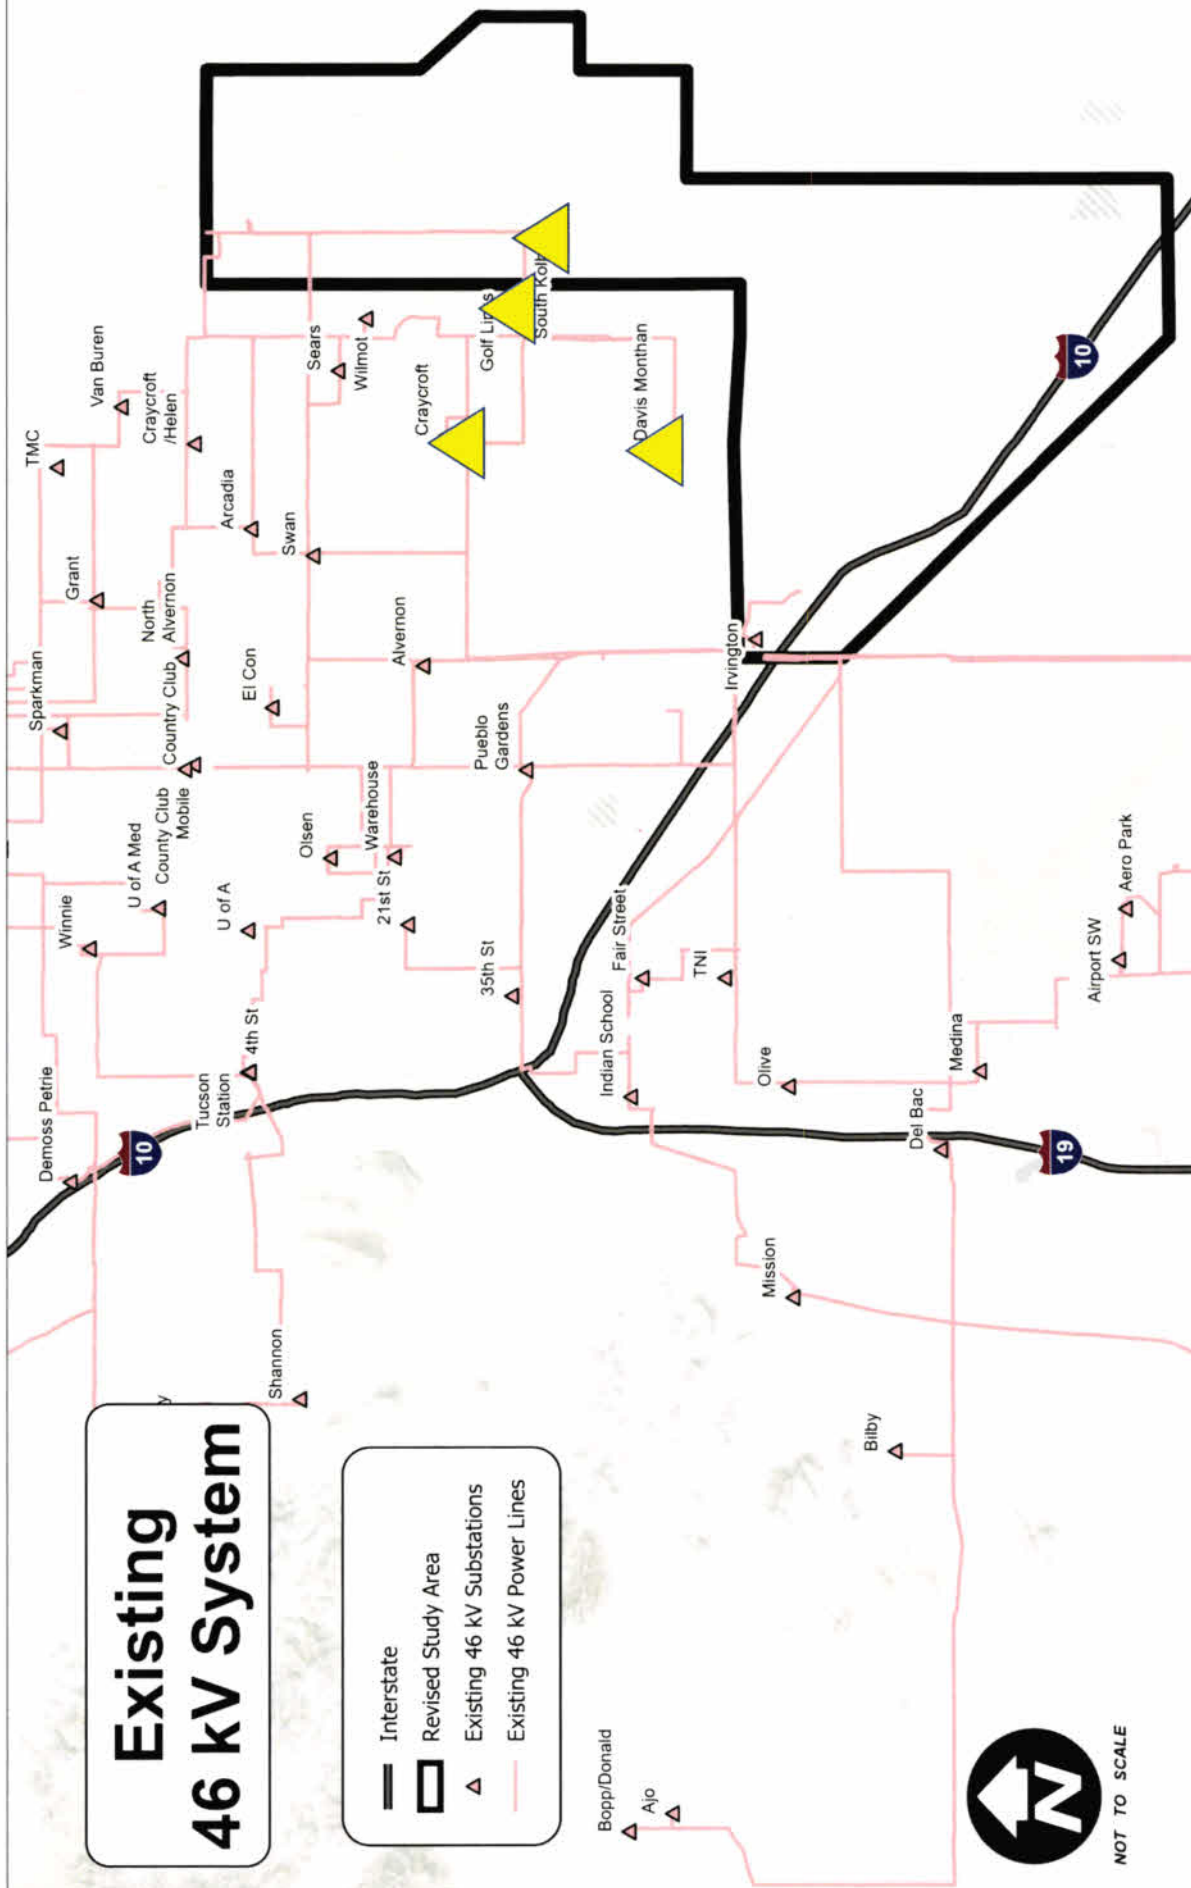 Existing
46 kV System
Interstate
Revised Study Area
Existing 46 kV Substations
Existing 46 kV Power Lines
NOT TO SCALE
N
Bopp/Donald
Ajo
Bilby
Shannon
y
Mission
Demoss Petrie
10
Tucson
Station
4th St
Winnie
U of A Med
U of A
County Club
Mobile
Country Club
Sparkman
TMC
Grant
North
Alvernon
Van Buren
Craycroft
/Helen
Arcadia
Swan
El Con
Sears
Wilmot
Olsen
Warehouse
21st St
Alvernon
Craycroft
Golf Li
s
South Kol
Davis Monthan
Pueblo
Gardens
35th St
Indian School
Fair Street
TNI
Irvington
Olive
Medina
Del Bac
19
Airport SW
Aero Park
10